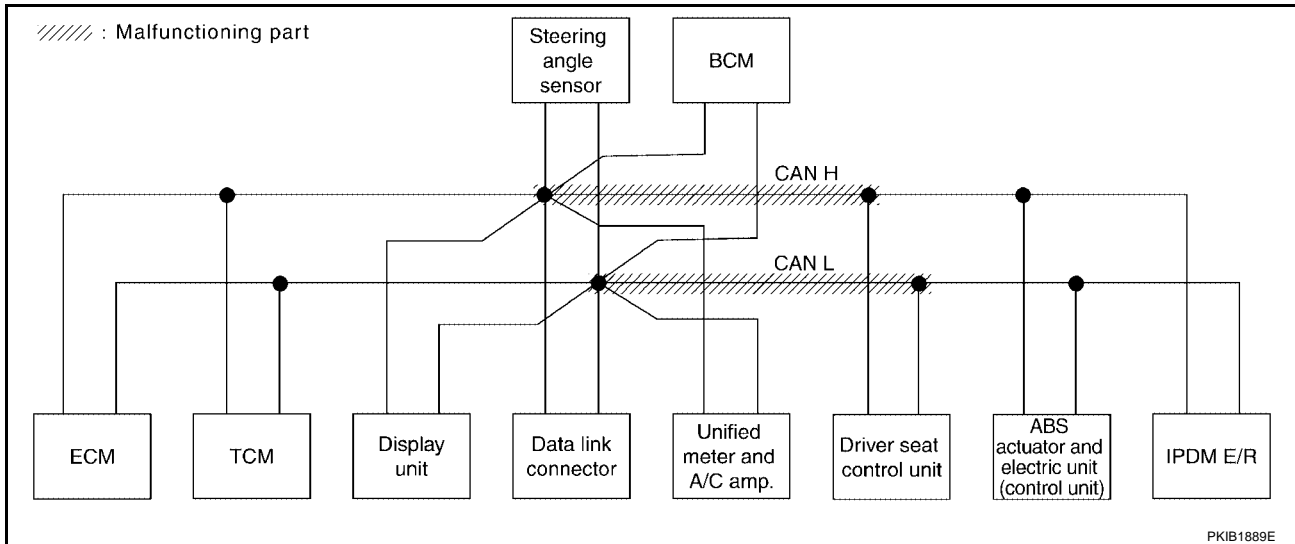 : Malfunctioning part
Steering
angle
sensor
BCM
CAN H
CAN L
ECM
TCM
Display
unit
Data link
connector
Unified
meter and
A/C amp.
Driver seat
control unit
ABS
actuator and
electric unit
(control unit)
IPDM E/R
PKIB1889E